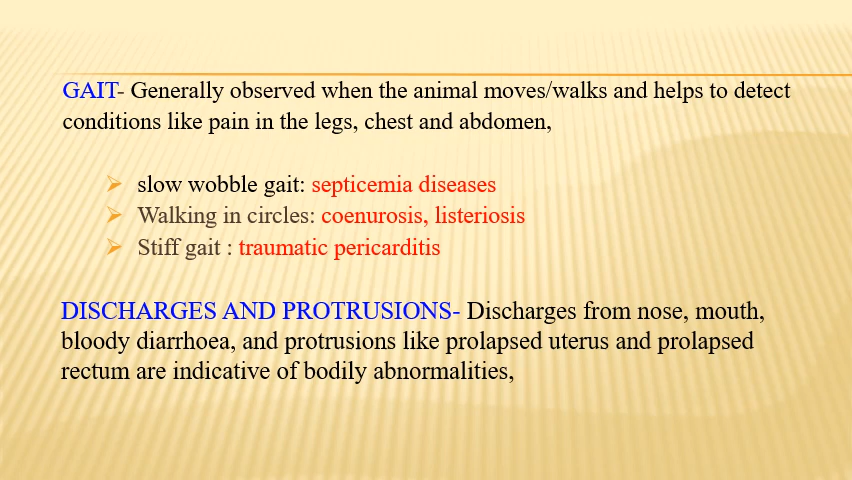 GAIT- Generally observed when the animal moves/walks and helps to detect
conditions like pain in the legs, chest and abdomen,
slow wobble gait: septicemia diseases
Walking in circles: coenurosis, listeriosis
Stiff gait : traumatic pericarditis
DISCHARGES AND PROTRUSIONS- Discharges from nose, mouth,
bloody diarrhoea, and protrusions like prolapsed uterus and prolapsed
rectum are indicative of bodily abnormalities,